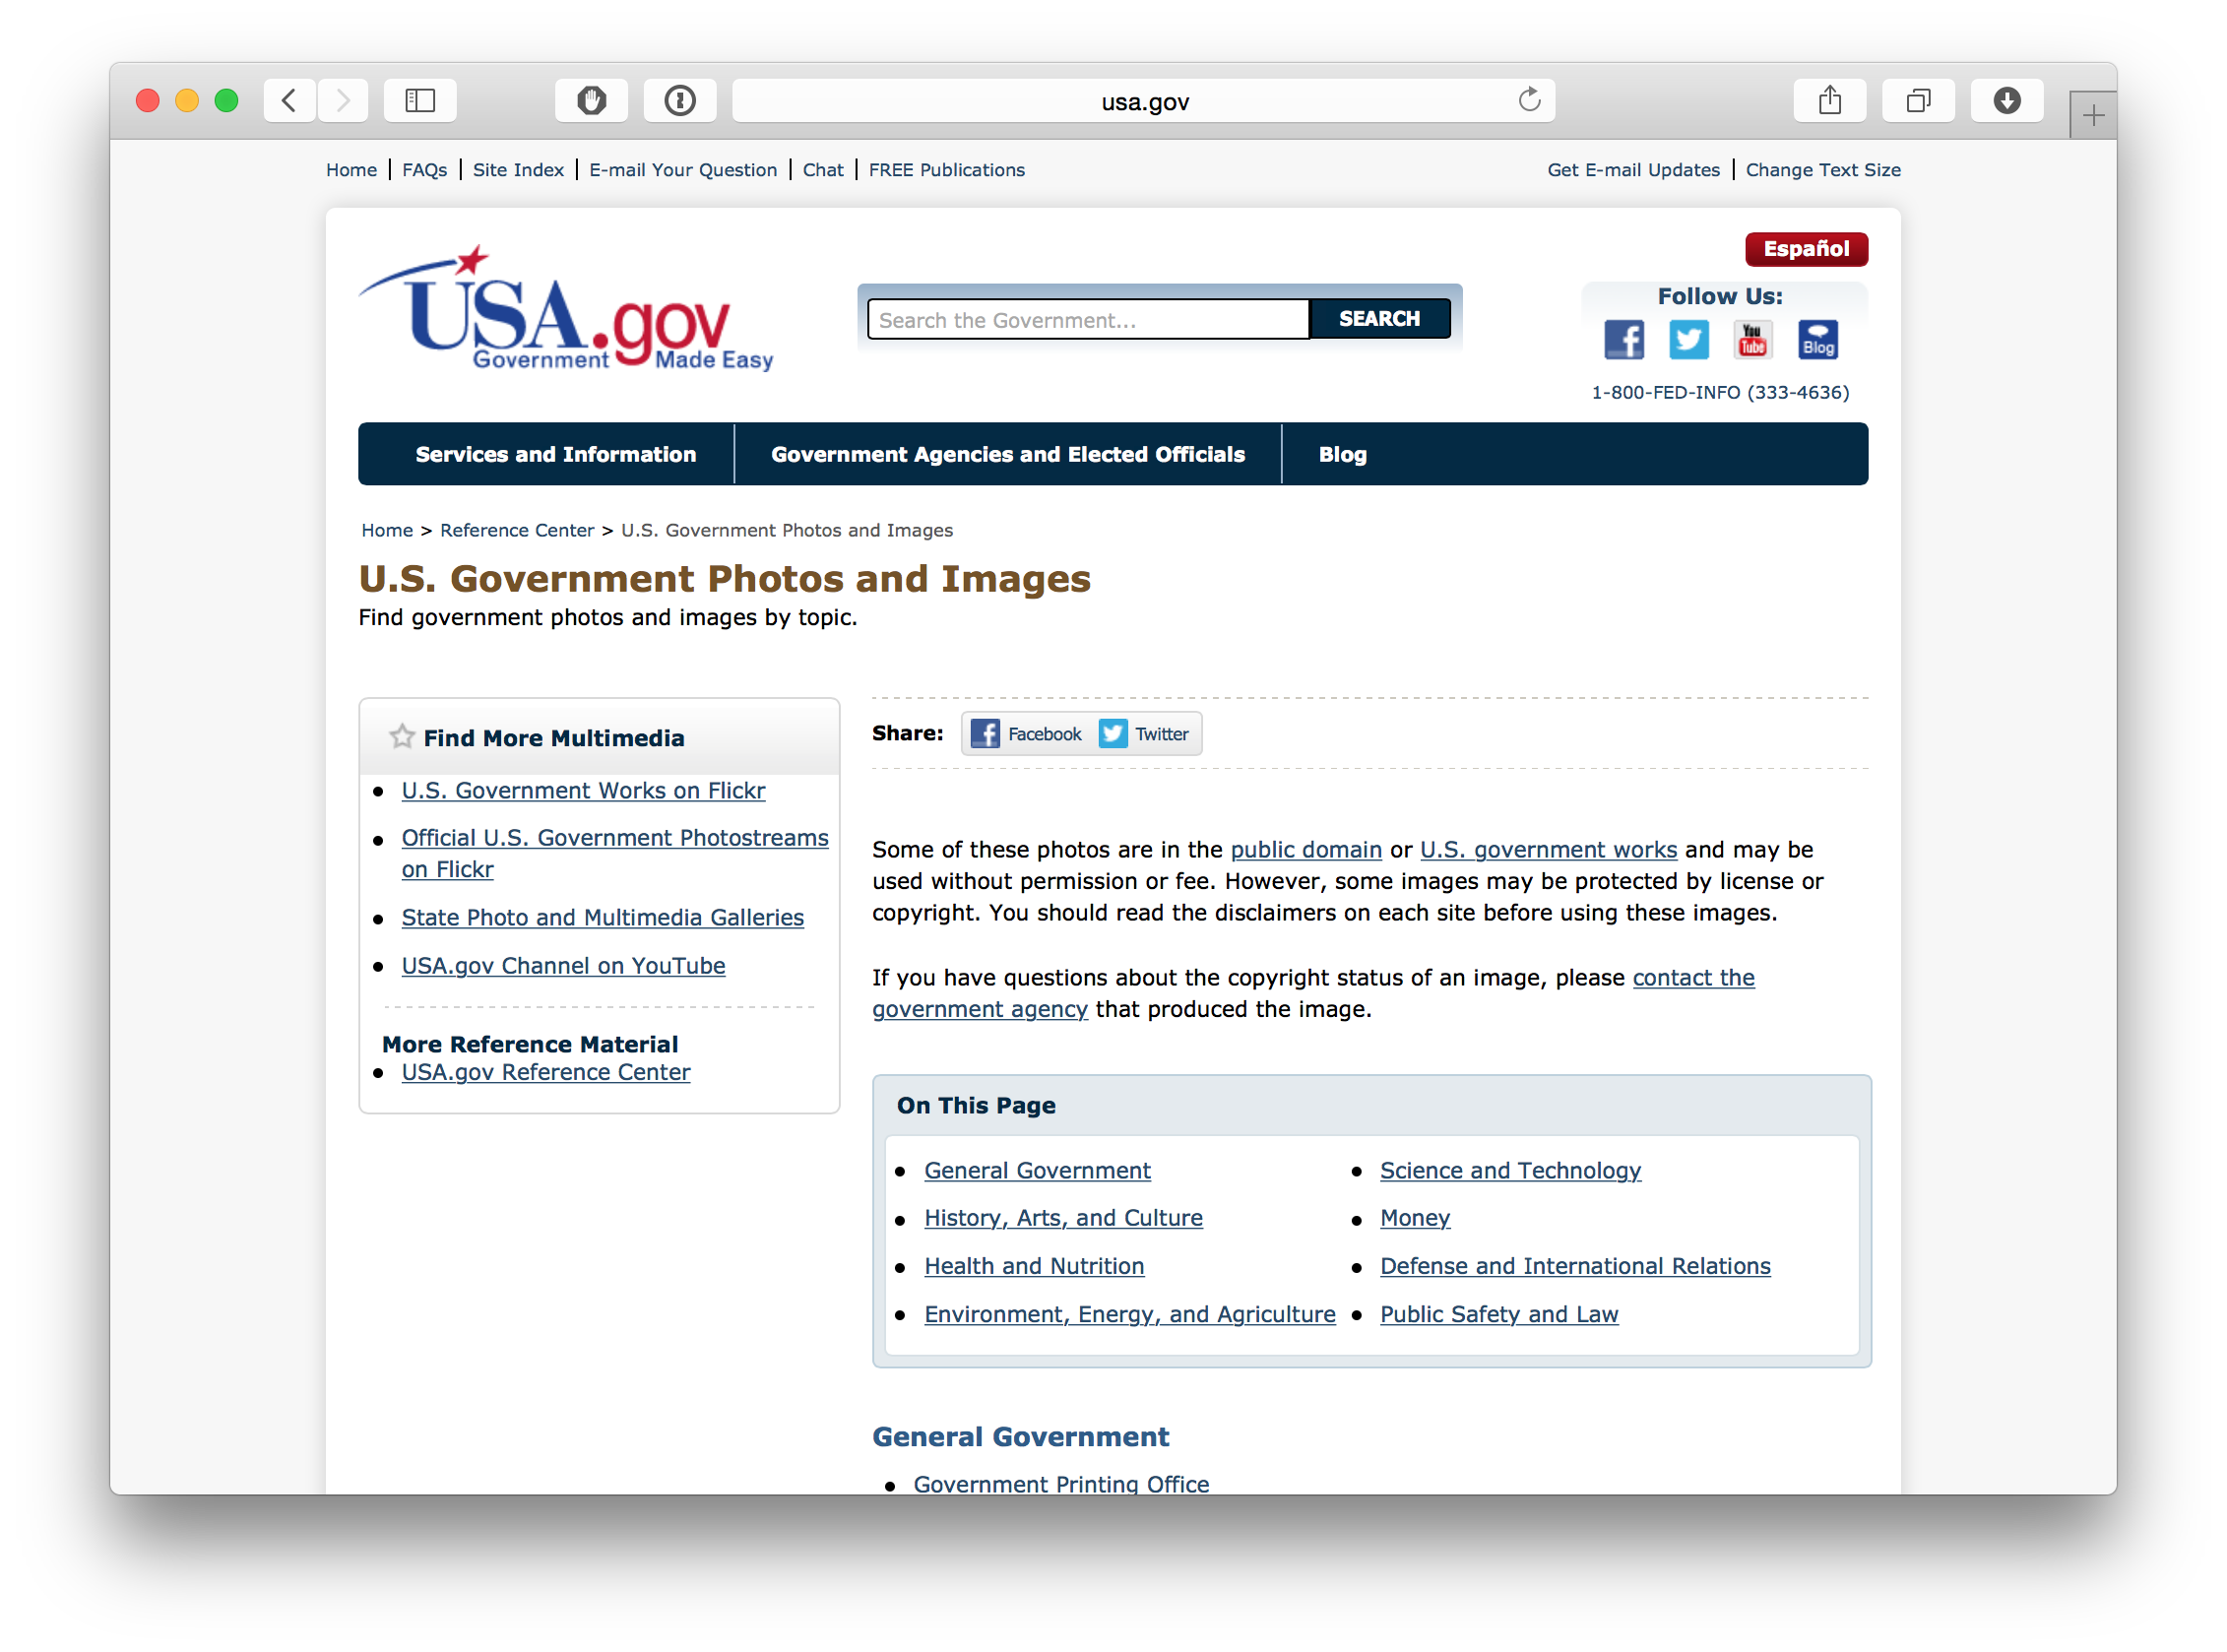 usa.gov
Home | FAQs | Site Index | E-mail Your Question | Chat | FREE Publications
Get E-mail Updates | Change Text Size
Español
USA.gov
Government Made Easy
Search the Government...
SEARCH
Follow Us:
You
Tube
Blog
1-800-FED-INFO (333-4636)
Services and Information
Government Agencies and Elected Officials
Blog
Home > Reference Center > U.S. Government Photos and Images
U.S. Government Photos and Images
Find government photos and images by topic.
Find More Multimedia
U.S. Government Works on Flickr
Official U.S. Government Photostreams
on Flickr
State Photo and Multimedia Galleries
USA.gov Channel on YouTube
More Reference Material
USA.gov Reference Center
Share: Facebook Twitter
Some of these photos are in the public domain or U.S. government works and may be
used without permission or fee. However, some images may be protected by license or
copyright. You should read the disclaimers on each site before using these images.
If you have questions about the copyright status of an image, please contact the
government agency that produced the image.
On This Page
General Government
History, Arts, and Culture
Health and Nutrition
Environment, Energy, and Agriculture
Science and Technology
Money
Defense and International Relations
Public Safety and Law
General Government
Government Printing Office